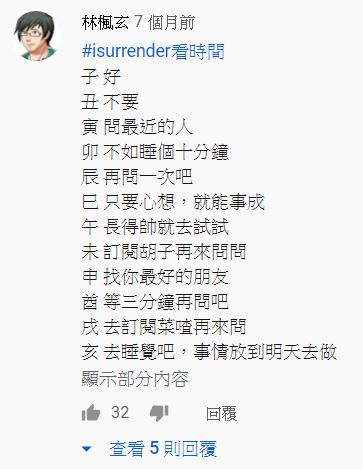 林楓玄 7 個月前
#isurrender看時間
子 好
丑 不要
寅 問最近的人
卯 不如睡個十分鐘
辰 再問一次吧
巳 只要心想，就能事成
午 長得帥就去試試
未 訂閱胡子再來問問
申 找你最好的朋友
酋 等三分鐘再問吧
戌 去訂閱菜喳再來問
亥 去睡覺吧，事情放到明天去做
顯示部分內容
32 回覆
查看 5 則回覆